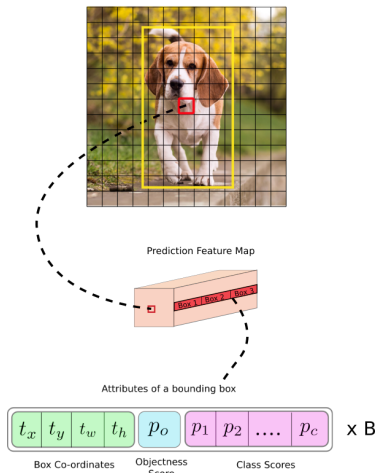 Prediction Feature Map
Box 1 Box 2 Box 3
Attributes of a bounding box
t_x t_y t_w t_h p_o p_1 p_2 .... p_c x B
Box Co-ordinates Objectness Score Class Scores